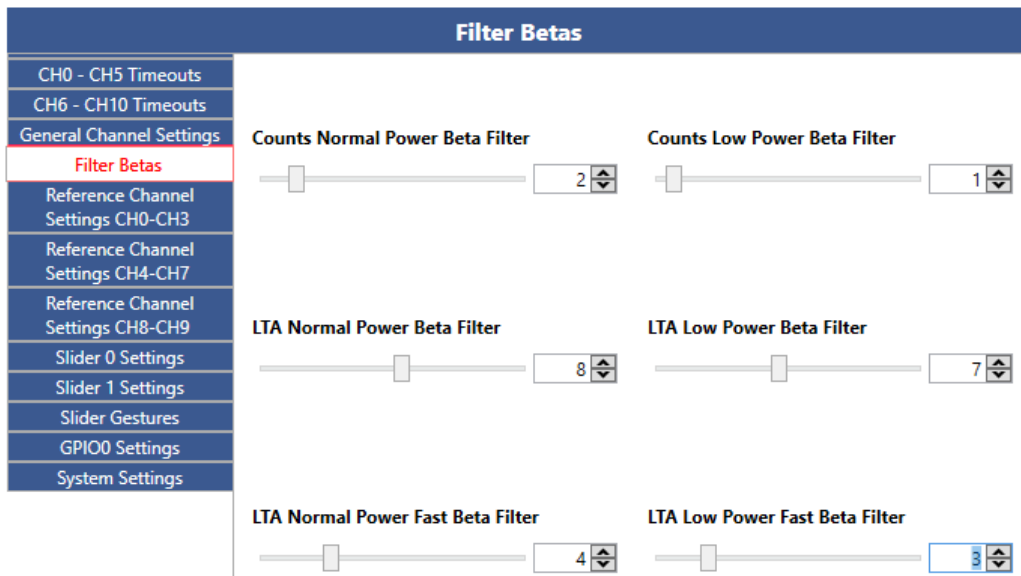 Filter Betas
CH0 - CH5 Timeouts
CH6 - CH10 Timeouts
General Channel Settings
Filter Betas
Reference Channel
Settings CH0-CH3
Reference Channel
Settings CH4-CH7
Reference Channel
Settings CH8-CH9
Slider 0 Settings
Slider 1 Settings
Slider Gestures
GPIO0 Settings
System Settings
Counts Normal Power Beta Filter
2
Counts Low Power Beta Filter
1
LTA Normal Power Beta Filter
8
LTA Low Power Beta Filter
7
LTA Normal Power Fast Beta Filter
4
LTA Low Power Fast Beta Filter
3